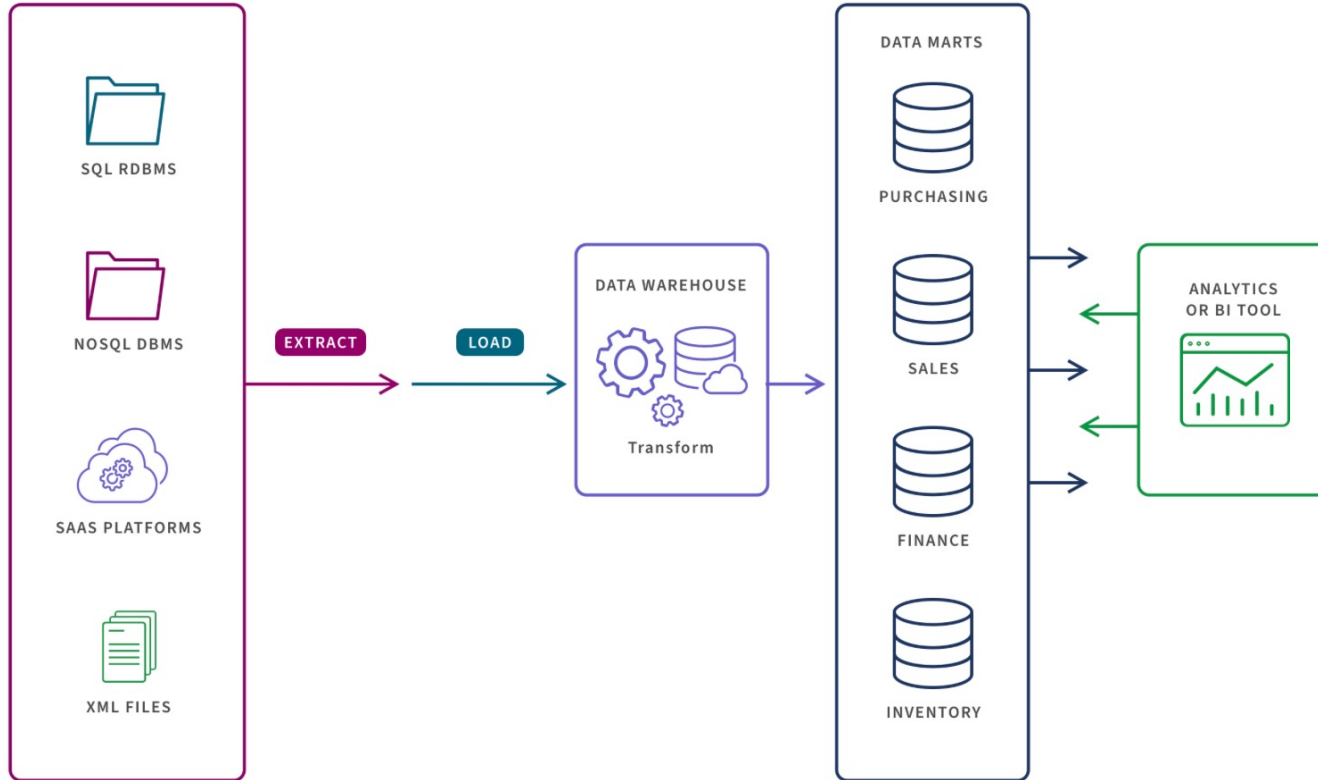 SQL RDBMS
NOSQL DBMS
SAAS PLATFORMS
XML FILES
EXTRACT
LOAD
DATA WAREHOUSE
Transform
DATA MARTS
PURCHASING
SALES
FINANCE
INVENTORY
ANALYTICS
OR BI TOOL